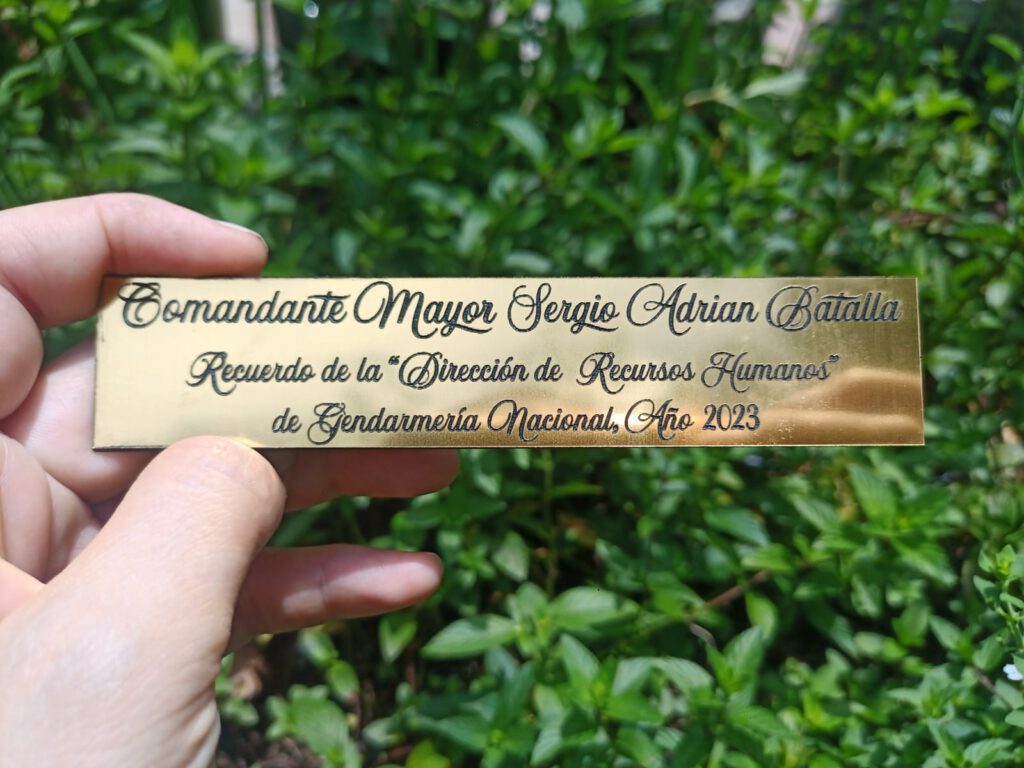 Comandante Mayor Sergio Adrian Batalla
Recuerdo de la “Dirección de Recursos Humanos”
de Gendarmería Nacional, Año 2023